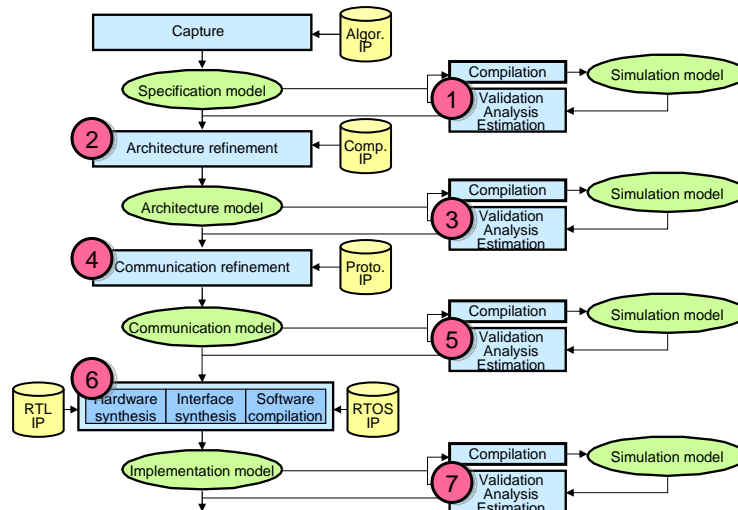 Capture
Algor.
IP
Specification model
1
Compilation
Simulation model
Validation
Analysis
Estimation
2
Architecture refinement
Comp.
IP
Architecture model
3
Compilation
Simulation model
Validation
Analysis
Estimation
4
Communication refinement
Proto.
IP
Communication model
5
Compilation
Simulation model
Validation
Analysis
Estimation
6
RTL
IP
Hardware
synthesis
Interface
synthesis
Software
compilation
RTOS
IP
Implementation model
7
Compilation
Simulation model
Validation
Analysis
Estimation